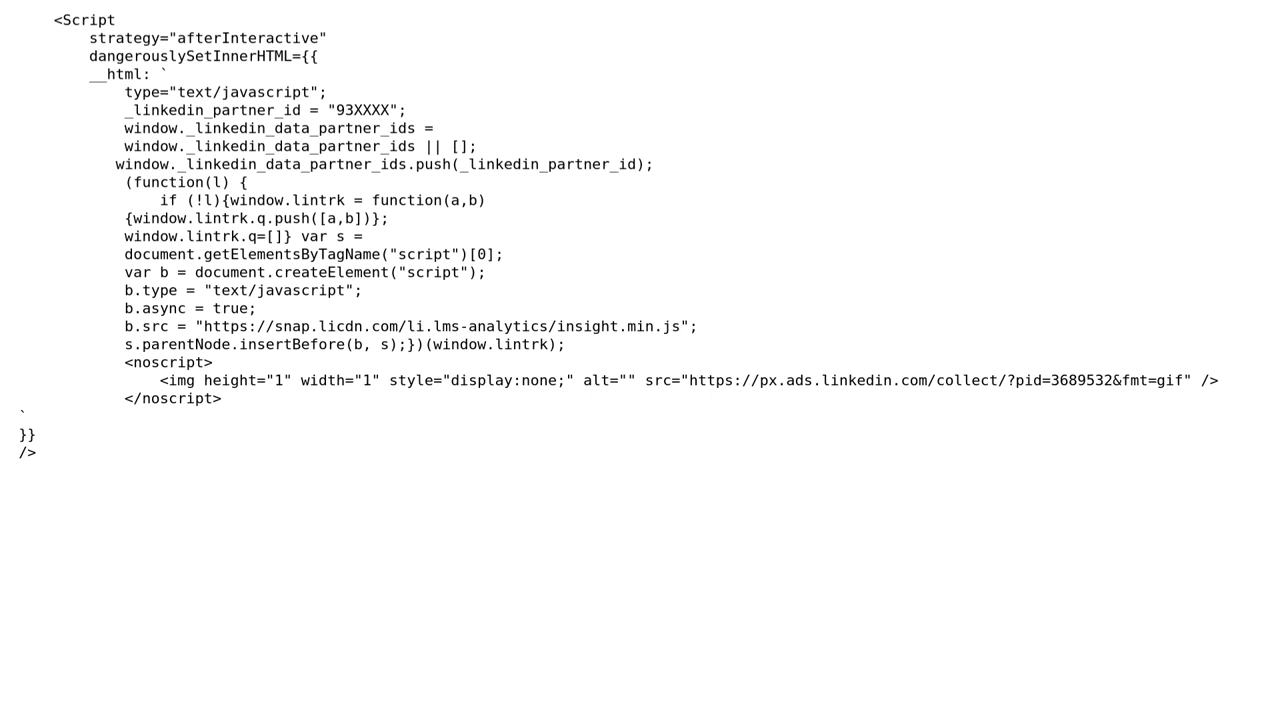 <Script
strategy="afterInteractive"
dangerouslySetInnerHTML={{
__html: `
type="text/javascript";
_linkedin_partner_id = "93XXXX";
window._linkedin_data_partner_ids =
window._linkedin_data_partner_ids || [];
window._linkedin_data_partner_ids.push(_linkedin_partner_id);
(function(l) {
if (!l){window.lintrk = function(a,b)
{window.lintrk.q.push([a,b])};
window.lintrk.q=[]} var s =
document.getElementsByTagName("script")[0];
var b = document.createElement("script");
b.type = "text/javascript";
b.async = true;
b.src = "https://snap.licdn.com/li.lms-analytics/insight.min.js";
s.parentNode.insertBefore(b, s);})(window.lintrk);
<noscript>
<img height="1" width="1" style="display:none;" alt="" src="https://px.ads.linkedin.com/collect/?pid=3689532&fmt=gif" />
</noscript>
`
}}
/>